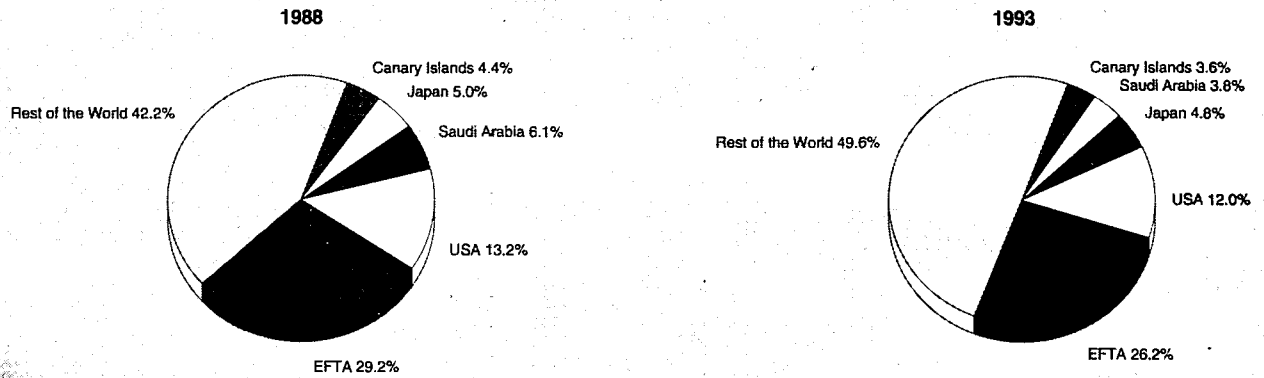 1988
Canary Islands 4.4%
Japan 5.0%
Rest of the World 42.2%
Saudi Arabia 6.1%
USA 13.2%
EFTA 29.2%
1993
Canary Islands 3.6%
Saudi Arabia 3.8%
Japan 4.8%
Rest of the World 49.6%
USA 12.0%
EFTA 26.2%